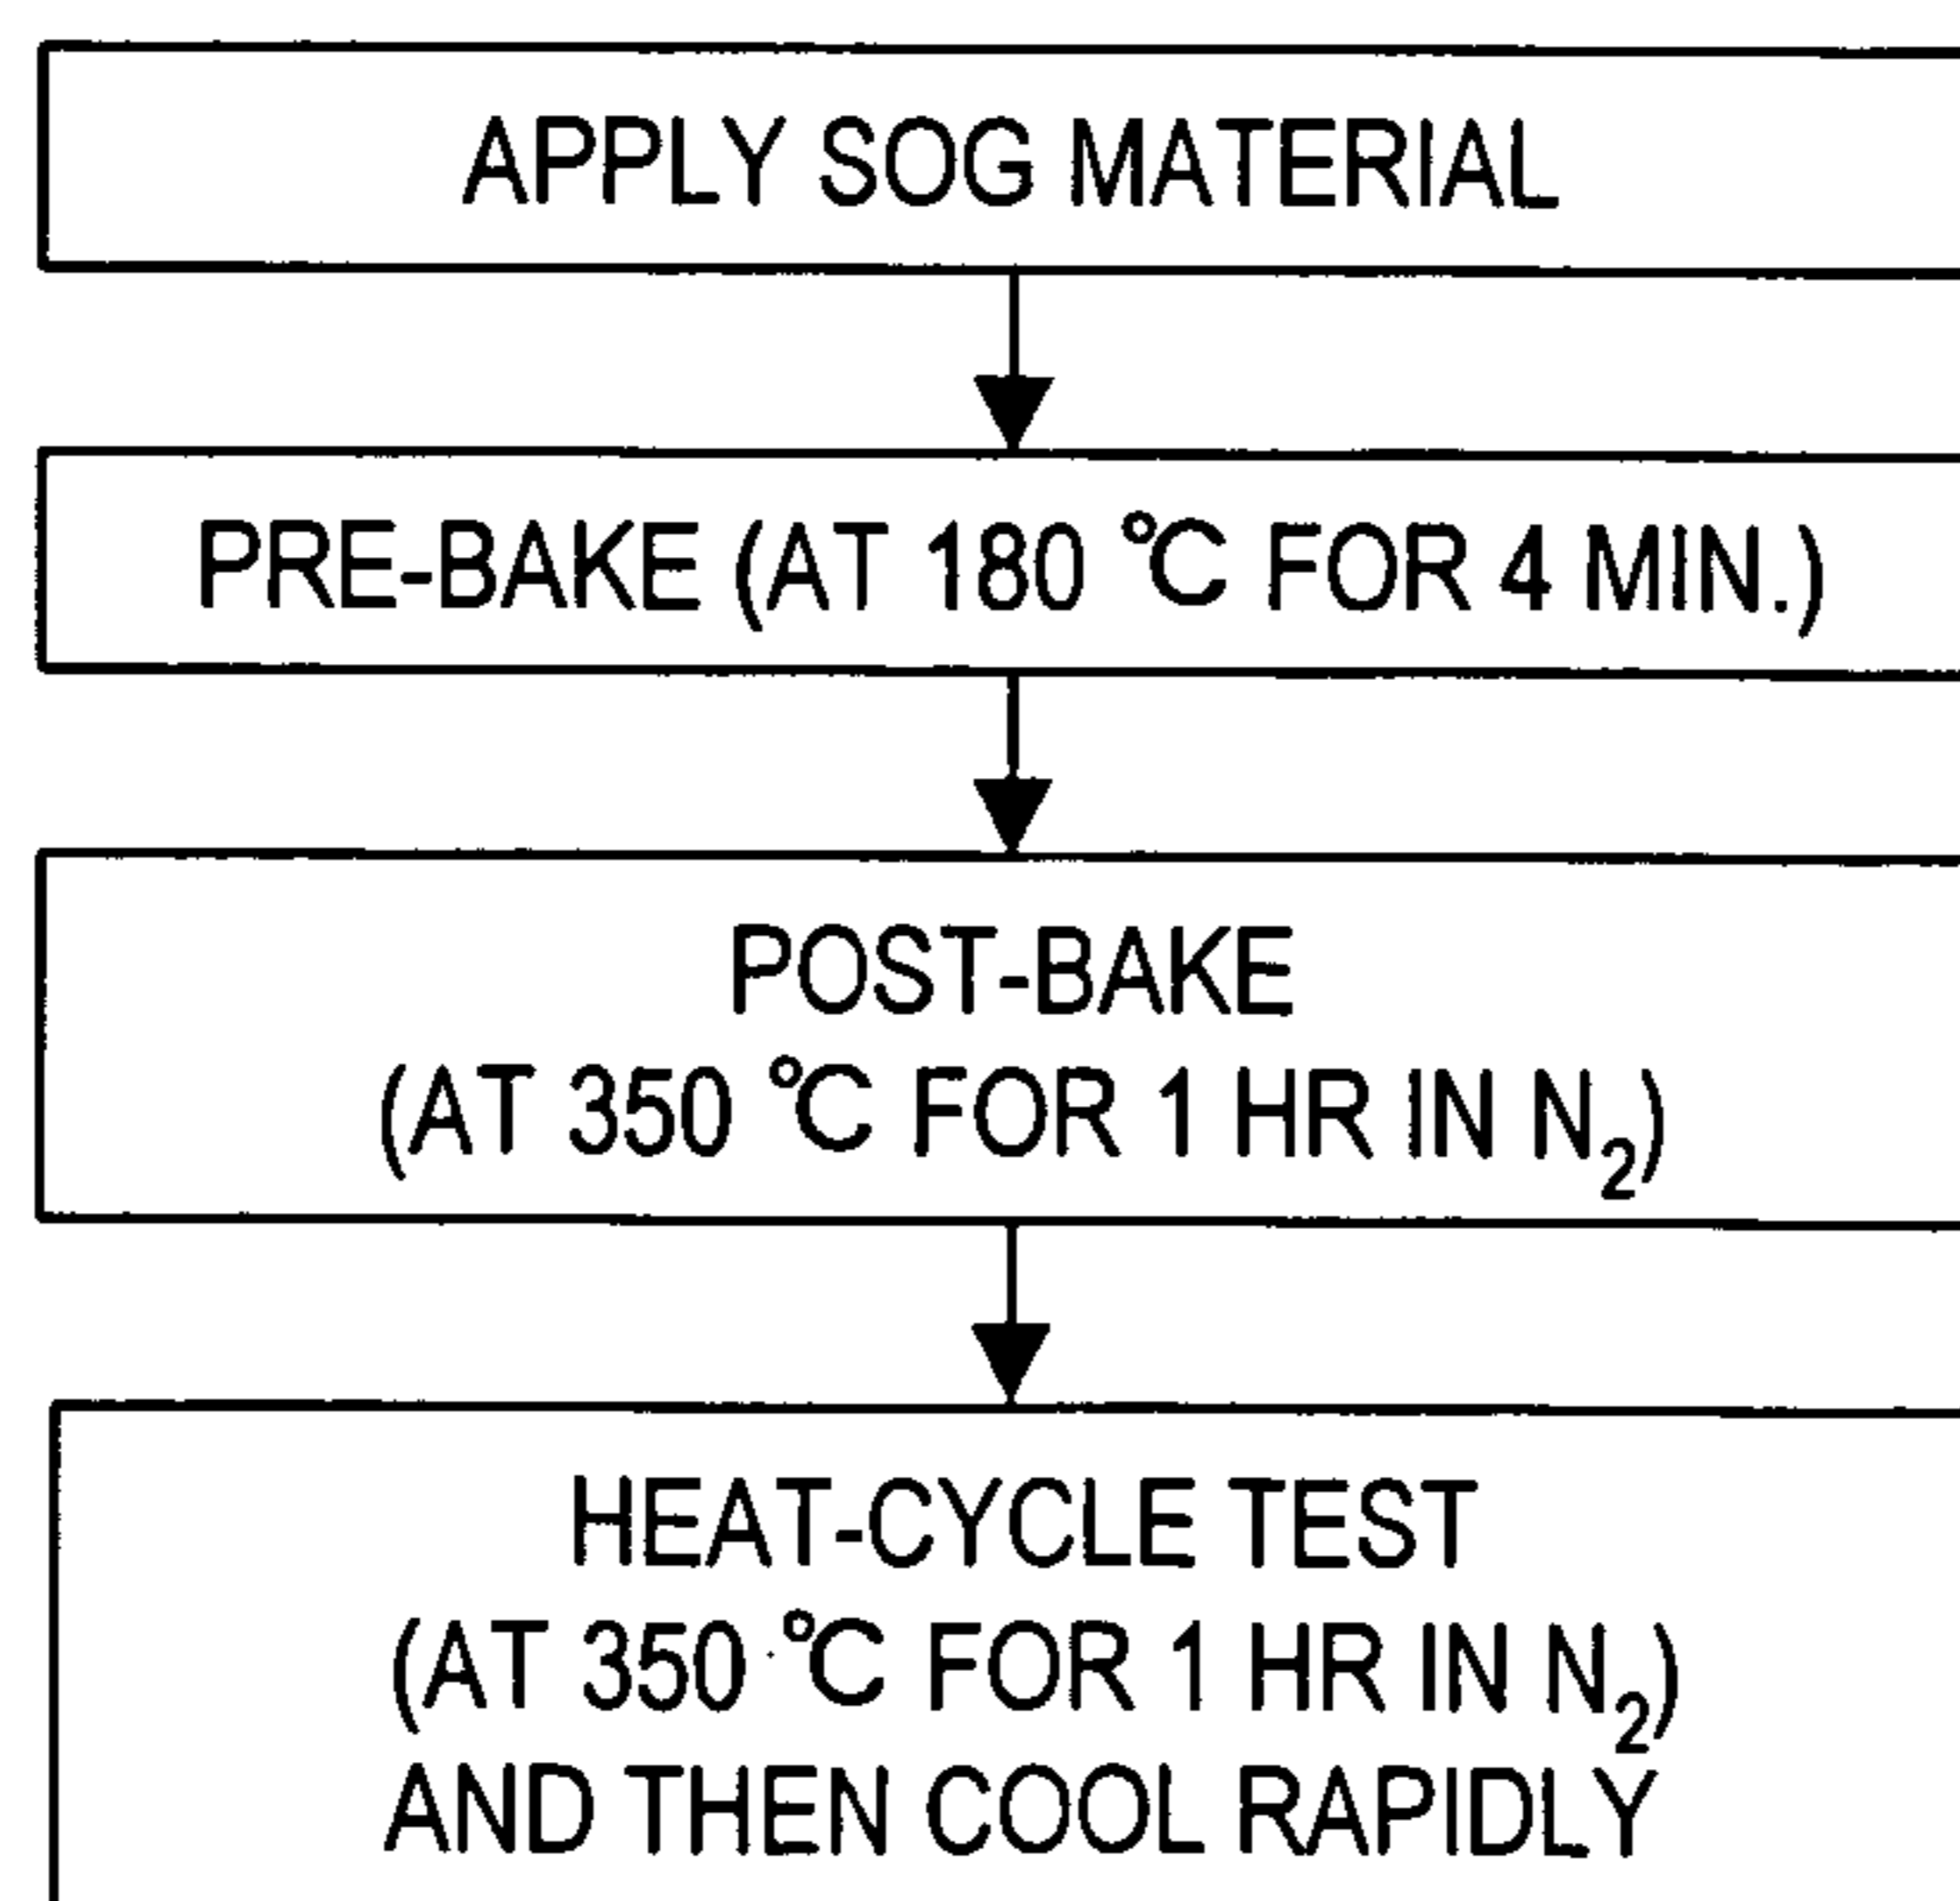 APPLY SOG MATERIAL
PRE-BAKE (AT 180 ℃ FOR 4 MIN.)
POST-BAKE
(AT 350 ℃ FOR 1 HR IN N₂)
HEAT-CYCLE TEST
(AT 350 ℃ FOR 1 HR IN N₂)
AND THEN COOL RAPIDLY